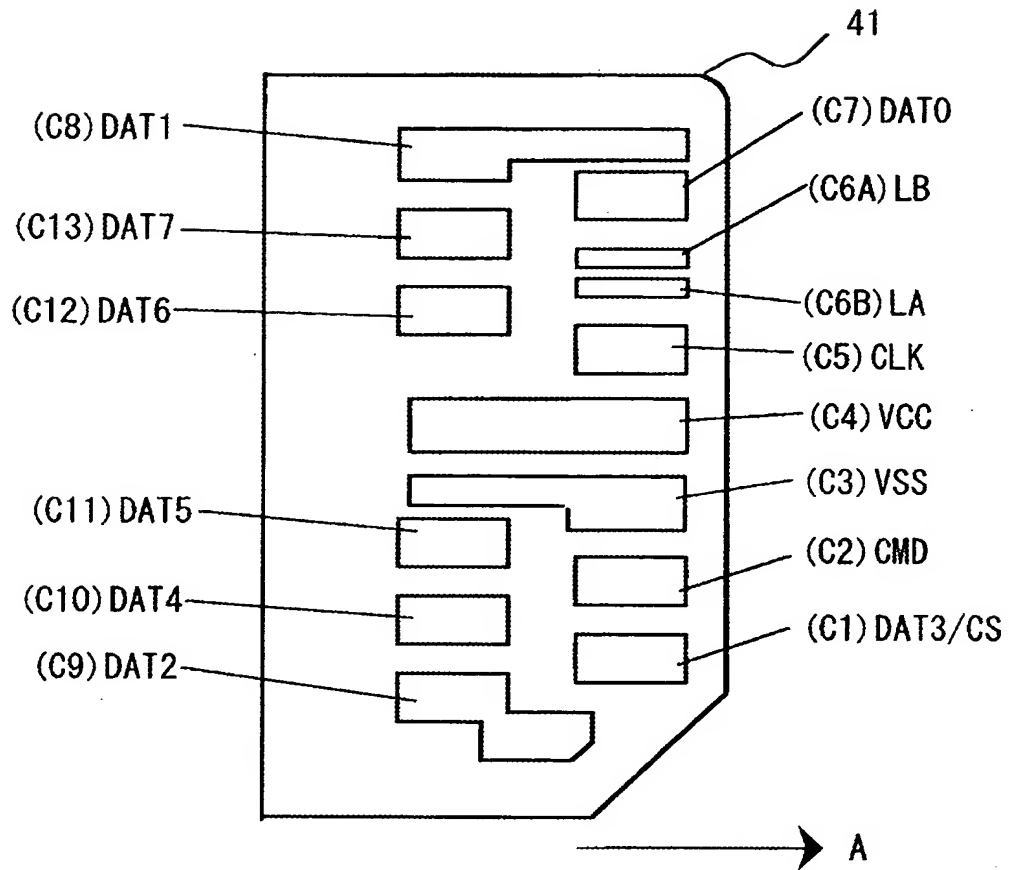 41
(C8)DAT1
(C7)DAT0
(C6A)LB
(C13)DAT7
(C6B)LA
(C12)DAT6
(C5)CLK
(C4)VCC
(C3)VSS
(C11)DAT5
(C2)CMD
(C10)DAT4
(C1)DAT3/CS
(C9)DAT2
A